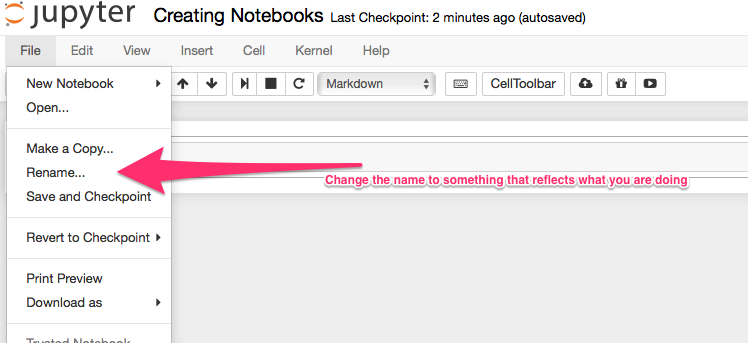 jupyter Creating Notebooks Last Checkpoint: 2 minutes ago (autosaved)
File Edit View Insert Cell Kernel Help
New Notebook
Markdown
CellToolbar
Open...
Make a Copy...
Rename...
Change the name to something that reflects what you are doing
Save and Checkpoint
Revert to Checkpoint
Print Preview
Download as
Trusted Notebook